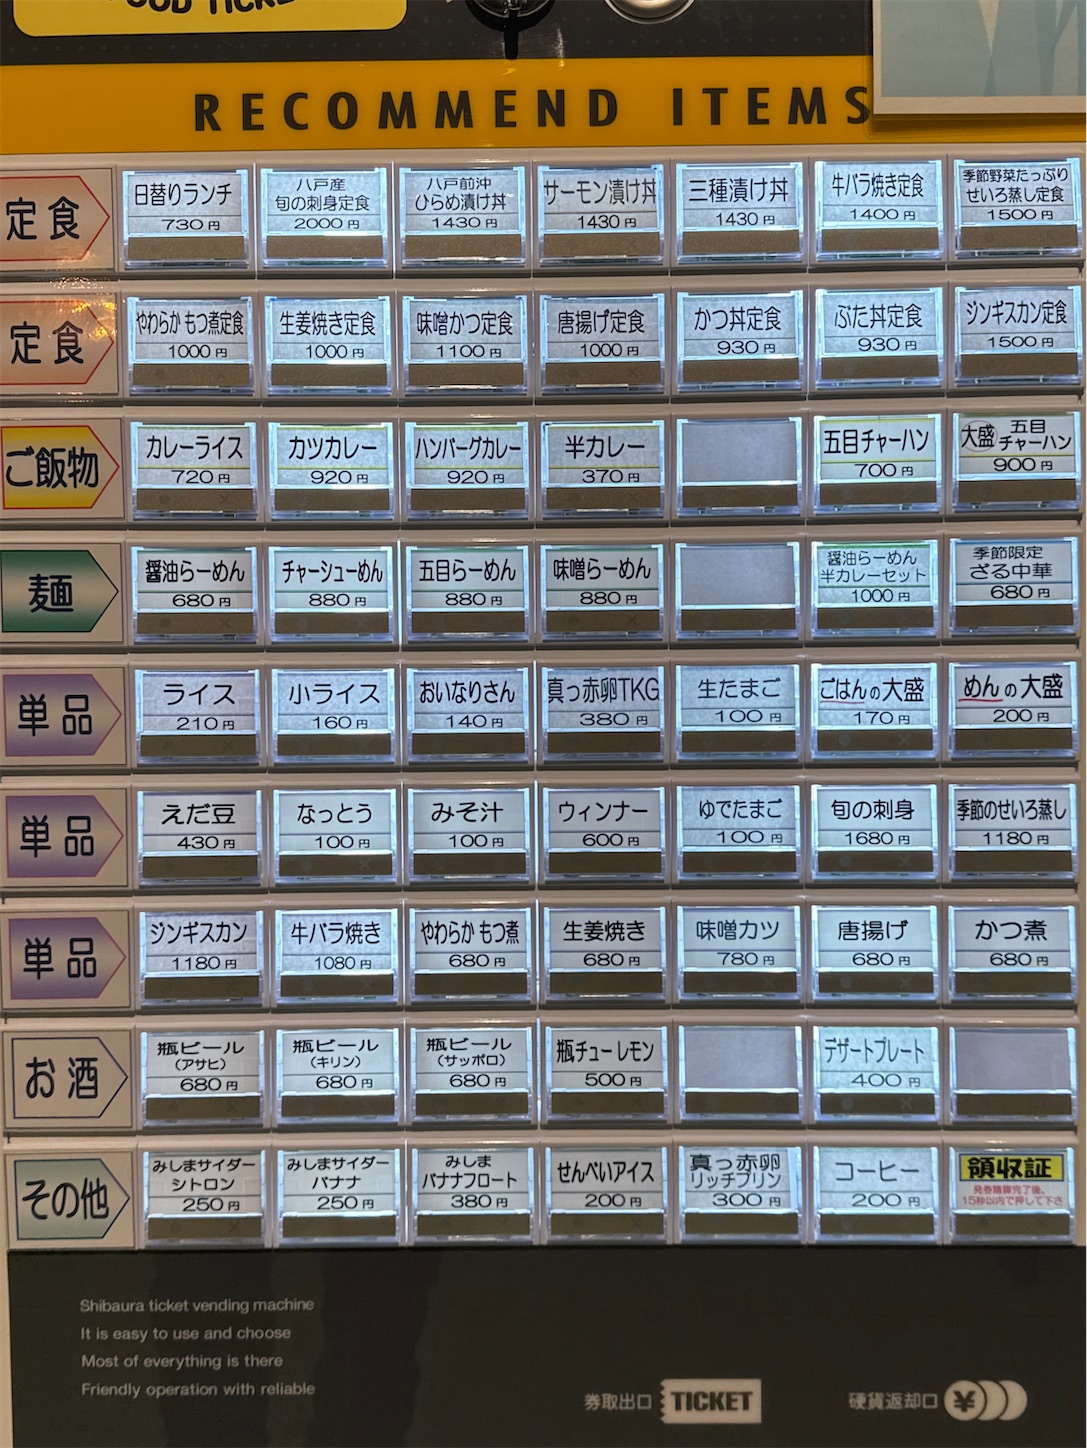 RECOMMEND ITEMS
定食
日替りランチ
730円
八戸産
旬の刺身定食
2000円
八戸前沖
ひらめ漬け丼
1430円
サーモン漬け丼
1430円
三種漬け丼
1430円
牛バラ焼き定食
1400円
季節野菜たっぷり
せいろ蒸し定食
1500円
定食
やわらか もつ煮定食
1000円
生姜焼き定食
1000円
味噌かつ定食
1100円
唐揚げ定食
1000円
かつ丼定食
930円
ぶた丼定食
930円
ジンギスカン定食
1500円
ご飯物
カレーライス
720円
カツカレー
920円
ハンバーグカレー
920円
半カレー
370円
五目チャーハン
700円
大盛 五目
チャーハン
900円
麺
醤油らーめん
680円
チャーシューめん
880円
五目らーめん
880円
味噌らーめん
880円
醤油らーめん
半カレーセット
1000円
季節限定
ざる中華
680円
単品
ライス
210円
小ライス
160円
おいなりさん
140円
真っ赤卵TKG
380円
生たまご
100円
ごはんの大盛
170円
めんの大盛
200円
単品
えだ豆
430円
なっとう
100円
みそ汁
100円
ウィンナー
600円
ゆでたまご
100円
旬の刺身
1680円
季節のせいろ蒸し
1180円
単品
ジンギスカン
1180円
牛バラ焼き
1080円
やわらか もつ煮
680円
生姜焼き
680円
味噌カツ
780円
唐揚げ
680円
かつ煮
680円
お酒
瓶ビール
(アサヒ)
680円
瓶ビール
(キリン)
680円
瓶ビール
(サッポロ)
680円
瓶チューレモン
500円
デザートプレート
400円
その他
みしまサイダー
シトロン
250円
みしまサイダー
バナナ
250円
みしま
バナナフロート
380円
せんべいアイス
200円
真っ赤卵
リッチプリン
300円
コーヒー
200円
領収証
発券精算完了後、
15秒以内で押して下さ
Shibaura ticket vending machine
It is easy to use and choose
Most of everything is there
Friendly operation with reliable
券取出口 TICKET
硬貨返却口 ¥